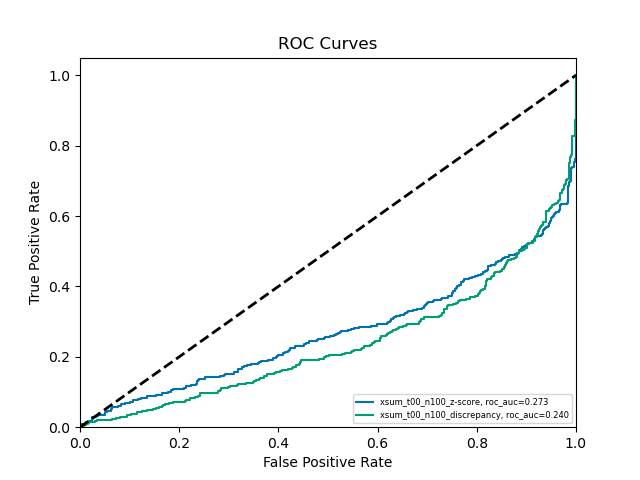 ROC Curves
True Positive Rate
1.0
0.8
0.6
0.4
0.2
0.0
0.0 0.2 0.4 0.6 0.8 1.0
False Positive Rate
xsum_t00_n100_z-score, roc_auc=0.273
xsum_t00_n100_discrepancy, roc_auc=0.240